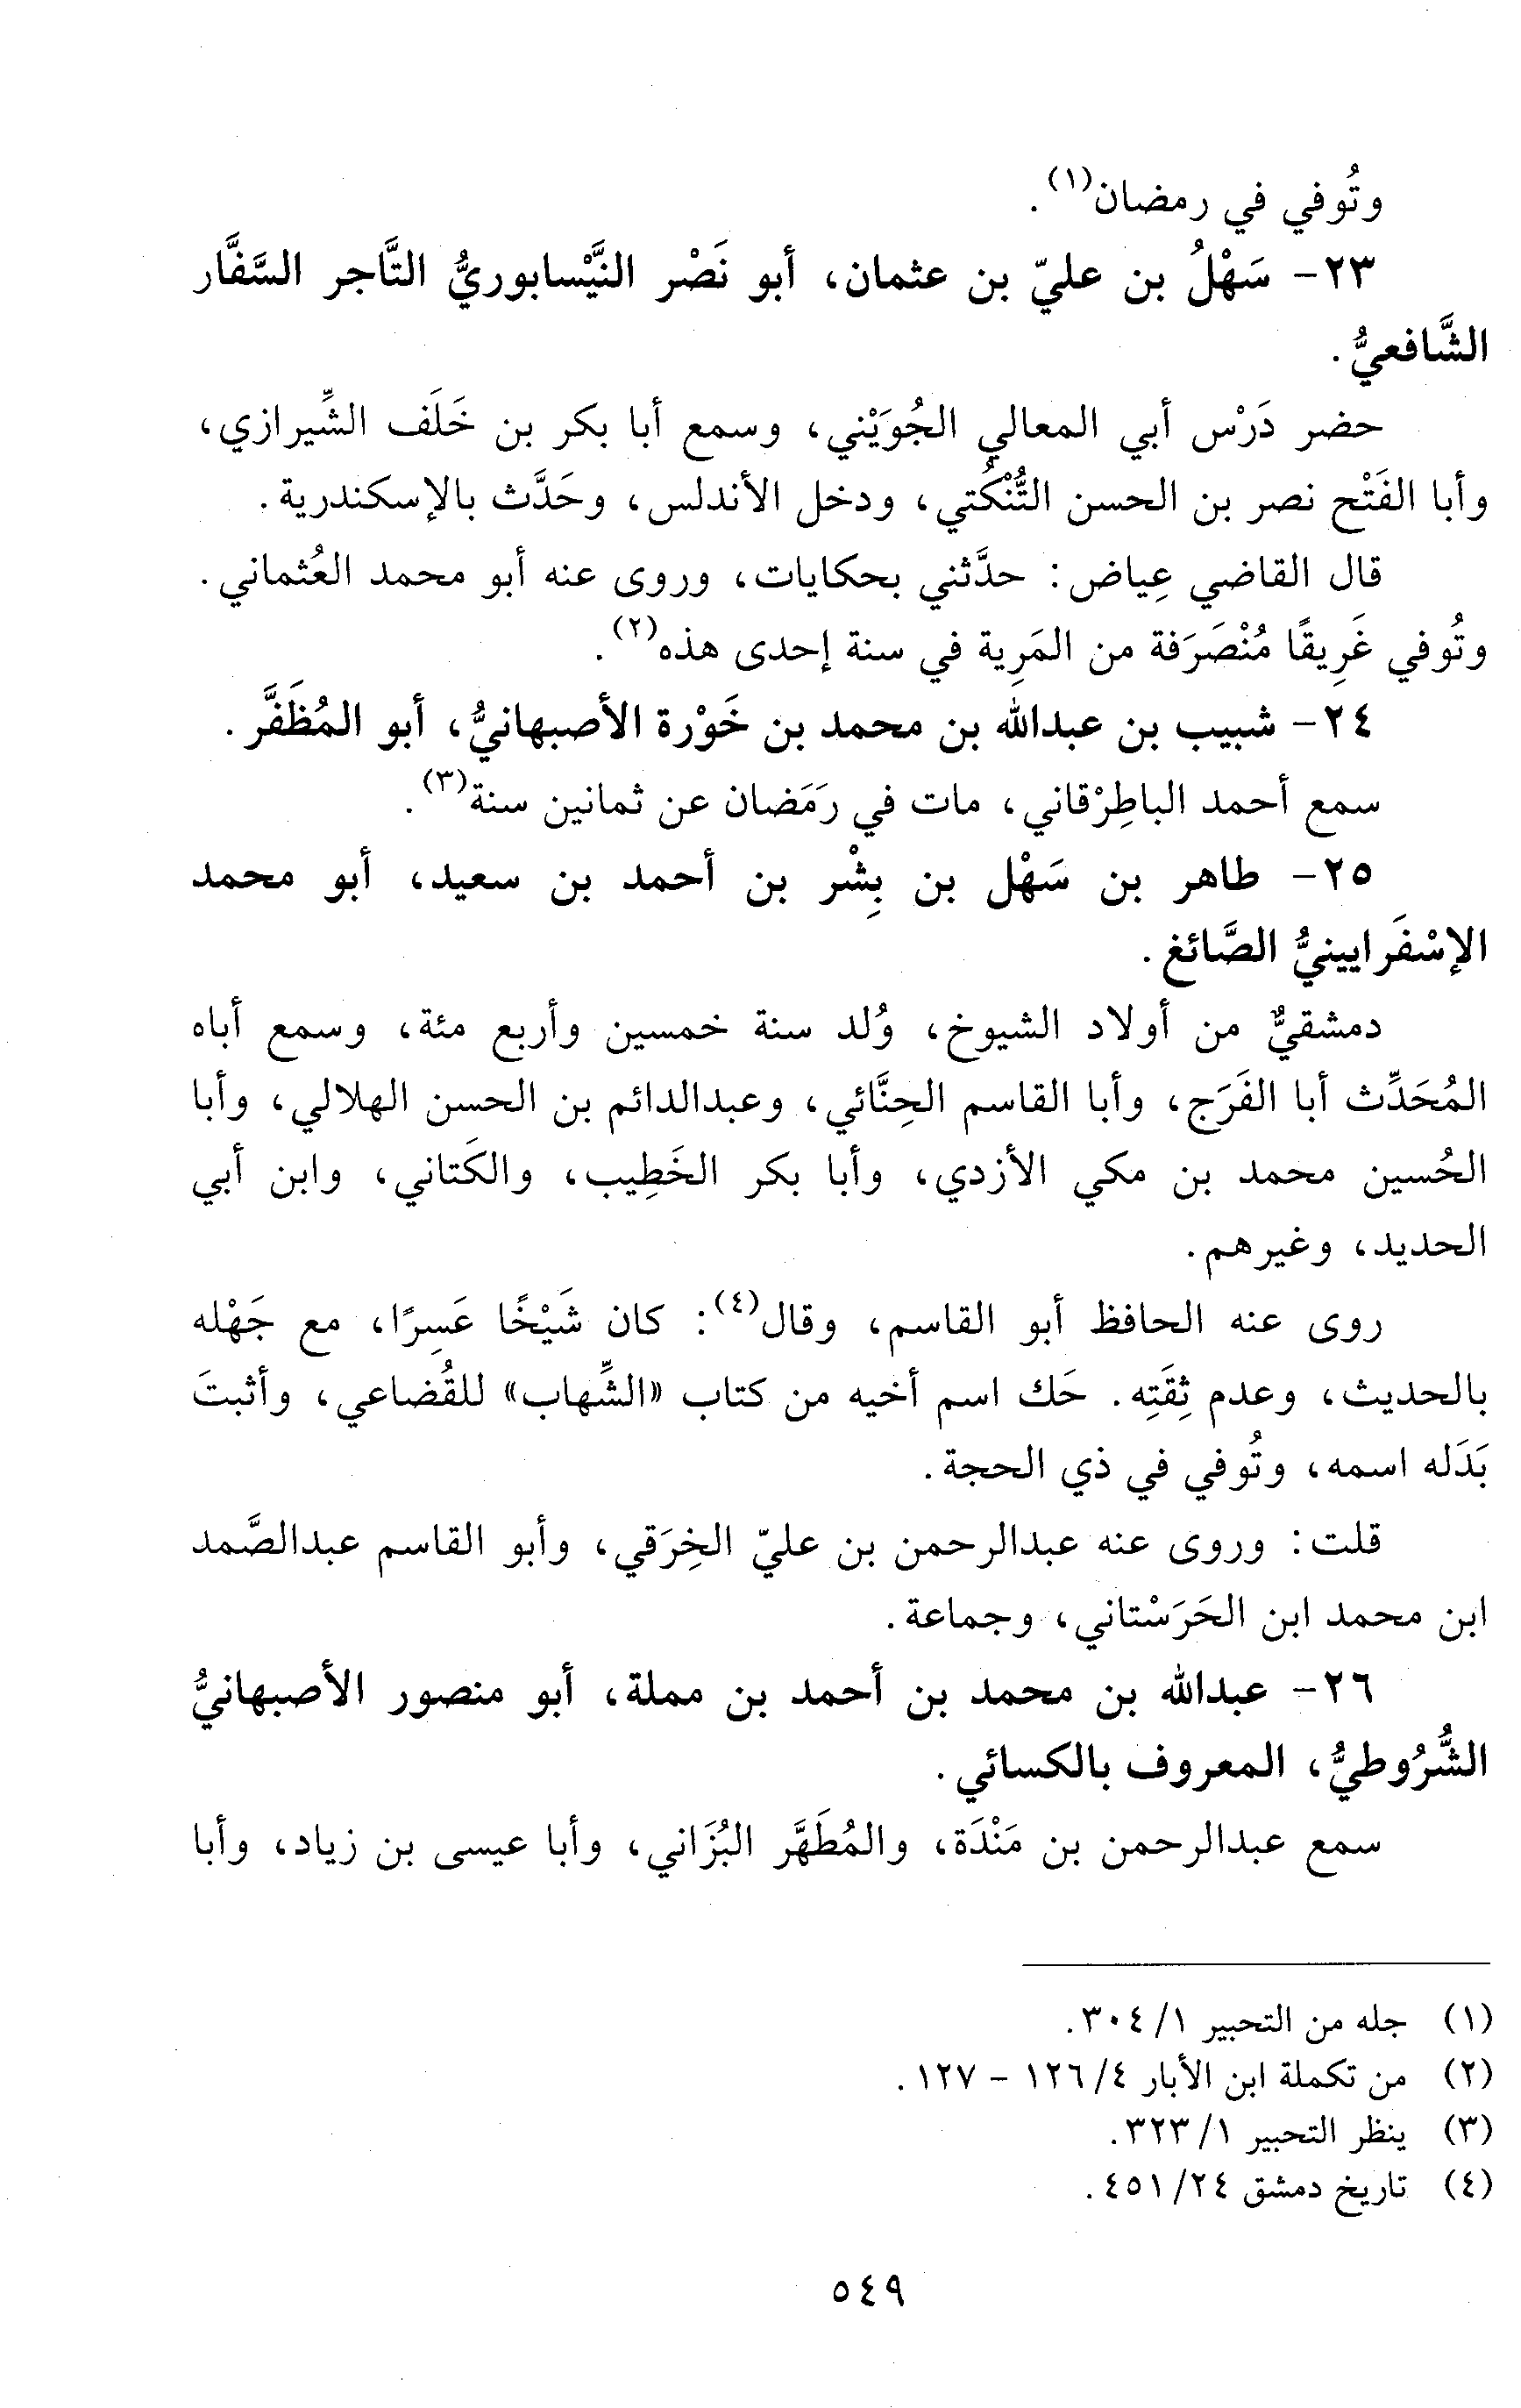 وتُوفي في رمضان(١).
٢٣- سَهْلُ بن عليّ بن عثمان، أبو نَصْر النَّيْسابوريُّ التَّاجر السَّفَّار
الشَّافعيُّ.
حضر دَرْس أبي المعالي الجُوَيْني، وسمع أبا بكر بن خَلَف الشِّيرازي،
وأبا الفَتْح نصر بن الحسن التُّنْكُتي، ودخل الأندلس، وحَدَّث بالإسكندرية.
قال القاضي عِياض: حدَّثني بحكايات، وروى عنه أبو محمد العُثماني.
وتُوفي غَرِيقًا مُنْصَرَفة من المَرِية في سنة إحدى هذه(٢).
٢٤- شبيب بن عبدالله بن محمد بن خَوْرة الأصبهانيُّ، أبو المُظَفَّر.
سمع أحمد الباطِرْقاني، مات في رَمَضان عن ثمانين سنة(٣).
٢٥- طاهر بن سَهْل بن بِشْر بن أحمد بن سعيد، أبو محمد
الإسْفَرايينيُّ الصَّائغ.
دمشقيٌّ من أولاد الشيوخ، وُلد سنة خمسين وأربع مئة، وسمع أباه
المُحَدِّث أبا الفَرَج، وأبا القاسم الحِنَّائي، وعبدالدائم بن الحسن الهلالي، وأبا
الحُسين محمد بن مكي الأزدي، وأبا بكر الخَطِيب، والكَتاني، وابن أبي
الحديد، وغيرهم.
روى عنه الحافظ أبو القاسم، وقال(٤): كان شَيْخًا عَسِرًا، مع جَهْله
بالحديث، وعدم ثِقَتِه. حَك اسم أخيه من كتاب «الشِّهاب» للقُضاعي، وأثبتَ
بَدَله اسمه، وتُوفي في ذي الحجة.
قلت: وروى عنه عبدالرحمن بن عليّ الخِرَقي، وأبو القاسم عبدالصَّمد
ابن محمد ابن الحَرَسْتاني، وجماعة.
٢٦- عبدالله بن محمد بن أحمد بن مملة، أبو منصور الأصبهانيُّ
الشُّرُوطيُّ، المعروف بالكسائي.
سمع عبدالرحمن بن مَنْدَة، والمُطَهَّر البُزَاني، وأبا عيسى بن زياد، وأبا
(١) جله من التحبير ١/ ٣٠٤.
(٢) من تكملة ابن الأبار ٤/ ١٢٦ - ١٢٧.
(٣) ينظر التحبير ١/ ٣٢٣.
(٤) تاريخ دمشق ٢٤/ ٤٥١.
٥٤٩